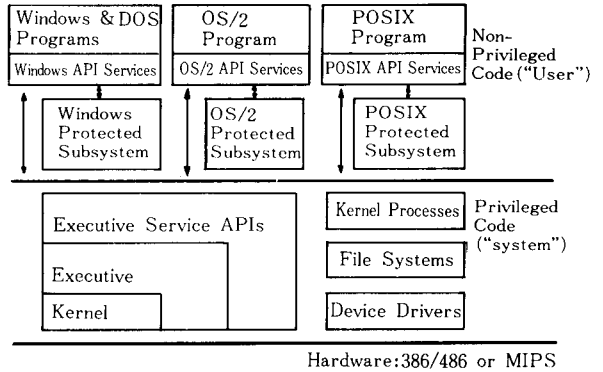 Windows & DOS
Programs
Windows API Services
OS/2
Program
OS/2 API Services
POSIX
Program
POSIX API Services
Non-
Privileged
Code("User")
Windows
Protected
Subsystem
OS/2
Protected
Subsystem
POSIX
Protected
Subsystem
Executive Service APIs
Executive
Kernel
Kernel Processes
File Systems
Device Drivers
Privileged
Code
("system")
Hardware:386/486 or MIPS